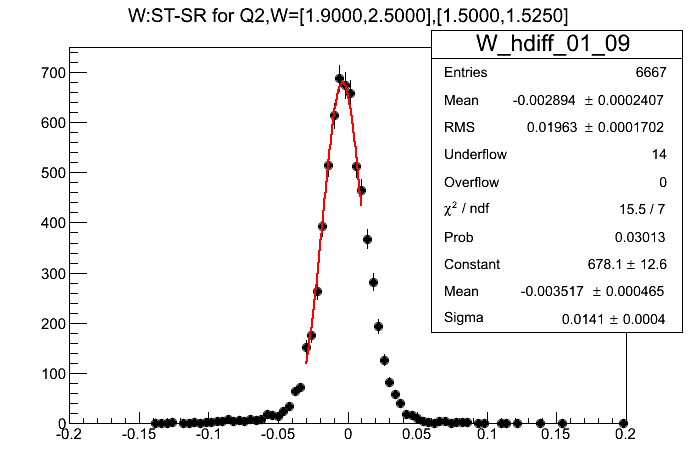 W:ST-SR for Q2,W=[1.9000,2.5000],[1.5000,1.5250]
W_hdiff_01_09
Entries 6667
Mean -0.002894 ± 0.0002407
RMS 0.01963 ± 0.0001702
Underflow 14
Overflow 0
χ² / ndf 15.5 / 7
Prob 0.03013
Constant 678.1 ± 12.6
Mean -0.003517 ± 0.000465
Sigma 0.0141 ± 0.0004
700
600
500
400
300
200
100
0
-0.2 -0.15 -0.1 -0.05 0 0.05 0.1 0.15 0.2